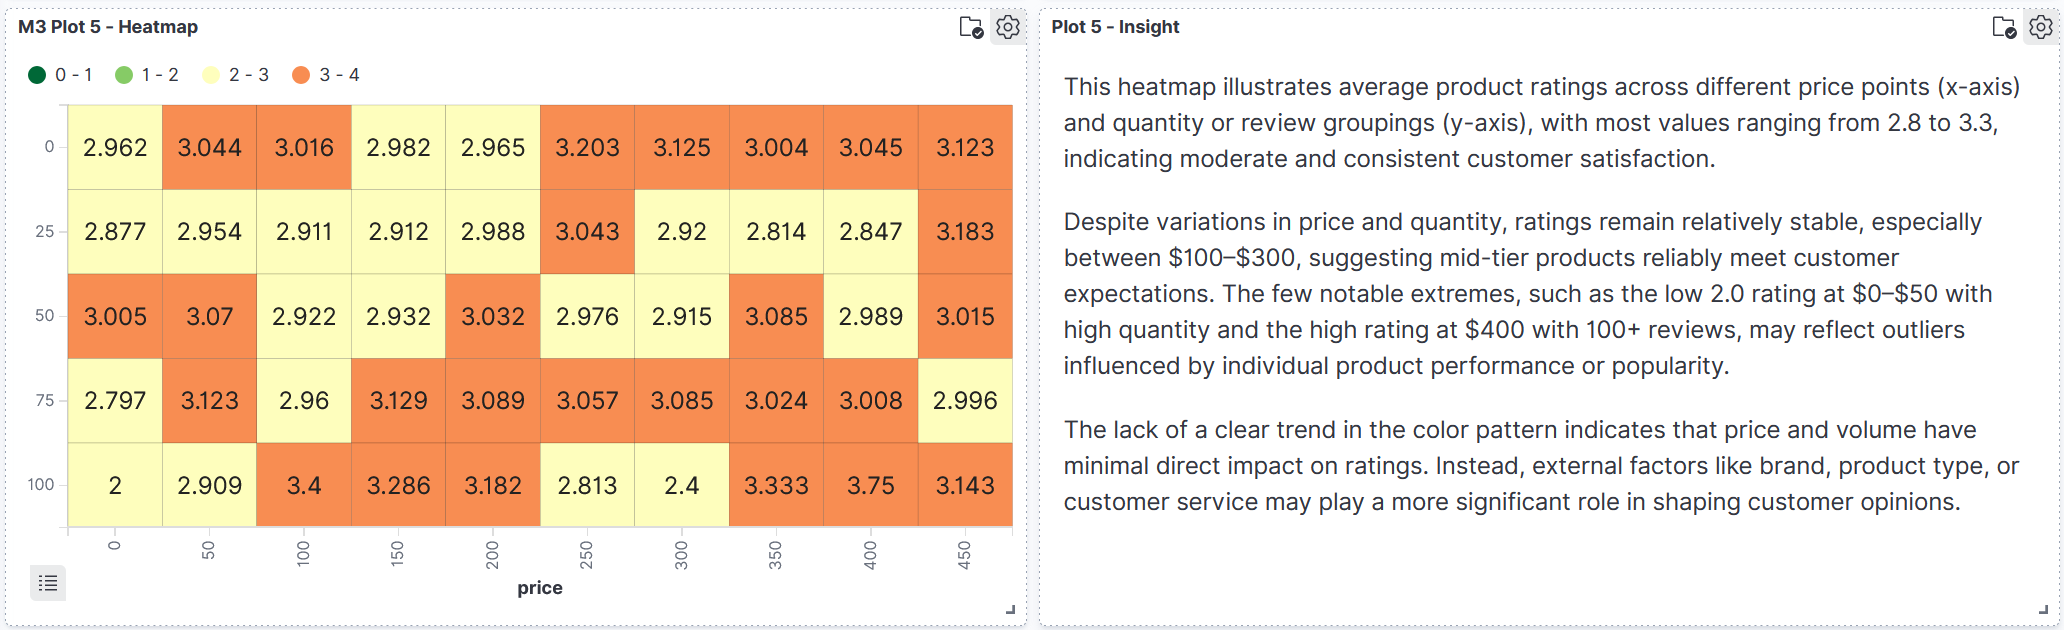 M3 Plot 5 - Heatmap
0 - 1 1 - 2 2 - 3 3 - 4
0 2.962 3.044 3.016 2.982 2.965 3.203 3.125 3.004 3.045 3.123
25 2.877 2.954 2.911 2.912 2.988 3.043 2.92 2.814 2.847 3.183
50 3.005 3.07 2.922 2.932 3.032 2.976 2.915 3.085 2.989 3.015
75 2.797 3.123 2.96 3.129 3.089 3.057 3.085 3.024 3.008 2.996
100 2 2.909 3.4 3.286 3.182 2.813 2.4 3.333 3.75 3.143
0 50 100 150 200 250 300 350 400 450
price
Plot 5 - Insight
This heatmap illustrates average product ratings across different price points (x-axis)
and quantity or review groupings (y-axis), with most values ranging from 2.8 to 3.3,
indicating moderate and consistent customer satisfaction.
Despite variations in price and quantity, ratings remain relatively stable, especially
between $100–$300, suggesting mid-tier products reliably meet customer
expectations. The few notable extremes, such as the low 2.0 rating at $0–$50 with
high quantity and the high rating at $400 with 100+ reviews, may reflect outliers
influenced by individual product performance or popularity.
The lack of a clear trend in the color pattern indicates that price and volume have
minimal direct impact on ratings. Instead, external factors like brand, product type, or
customer service may play a more significant role in shaping customer opinions.